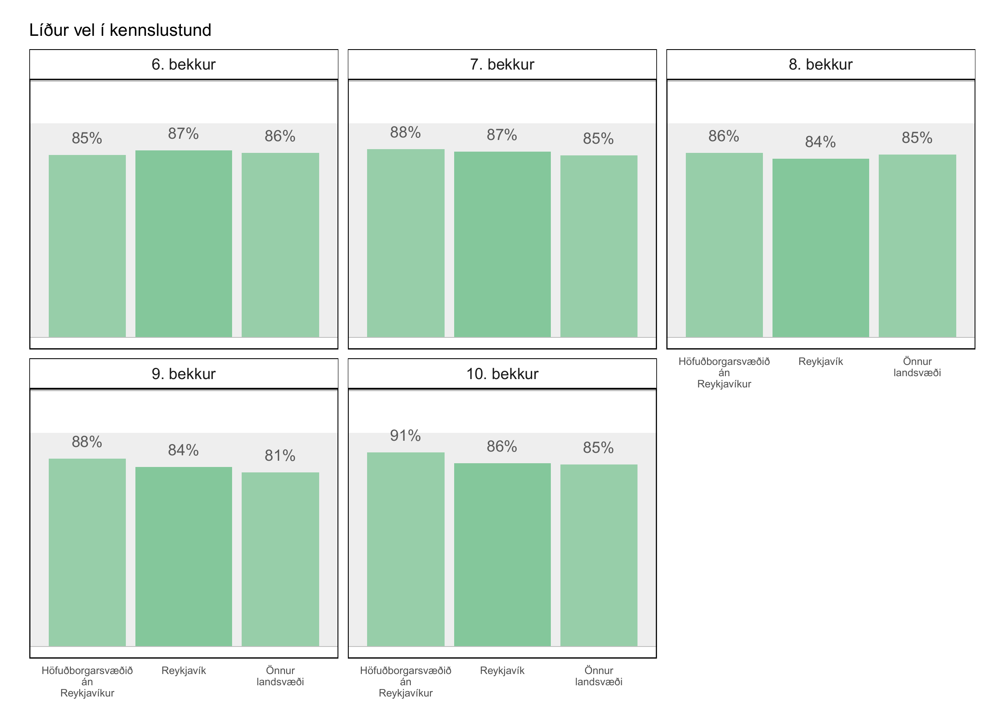 Líður vel í kennslustund
6. bekkur
85%
87%
86%
7. bekkur
88%
87%
85%
8. bekkur
86%
84%
85%
Höfuðborgarsvæðið
án
Reykjavíkur
Reykjavík
Önnur
landsvæði
9. bekkur
88%
84%
81%
Höfuðborgarsvæðið
án
Reykjavíkur
Reykjavík
Önnur
landsvæði
10. bekkur
91%
86%
85%
Höfuðborgarsvæðið
án
Reykjavíkur
Reykjavík
Önnur
landsvæði